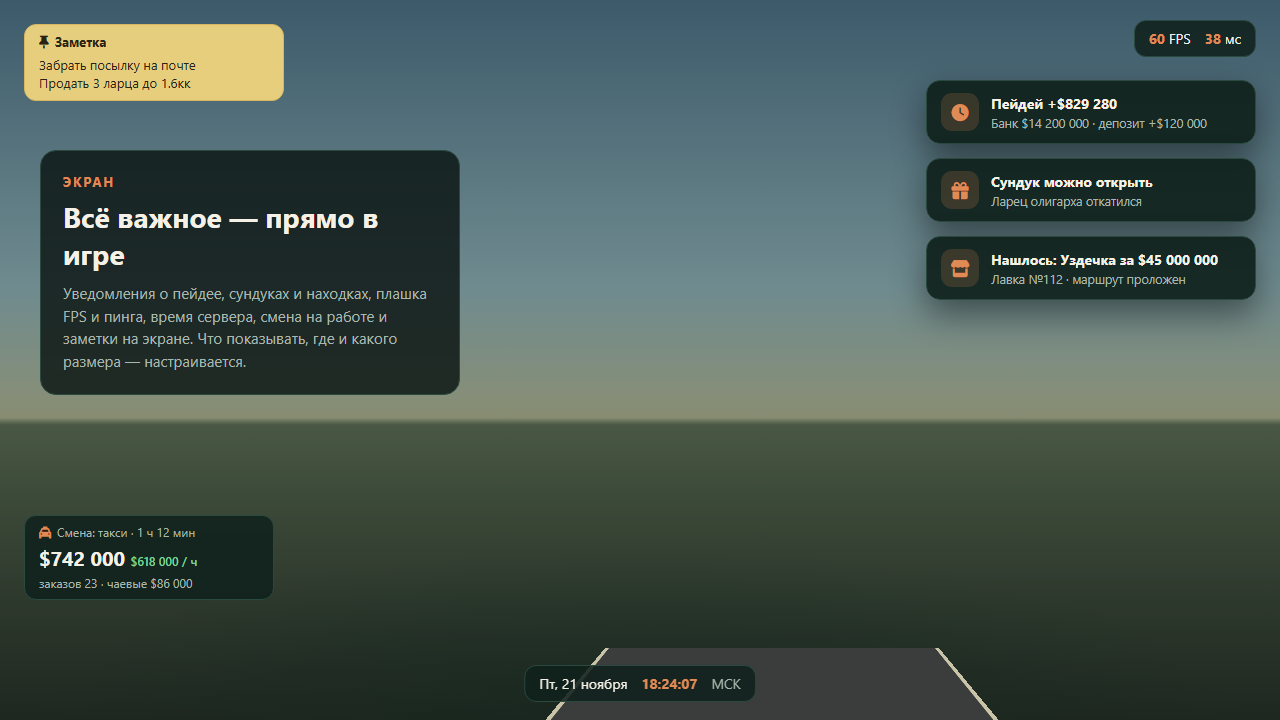 Заметка
Забрать посылку на почте
Продать 3 ларца до 1.6кк
60 FPS 38 мс
Пейдей +$829 280
Банк $14 200 000 · депозит +$120 000
Сундук можно открыть
Ларец олигарха откатился
Нашлось: Уздечка за $45 000 000
Лавка №112 · маршрут проложен
ЭКРАН
Всё важное — прямо в
игре
Уведомления о пейдее, сундуках и находках, плашка
FPS и пинга, время сервера, смена на работе и
заметки на экране. Что показывать, где и какого
размера — настраивается.
Смена: такси · 1 ч 12 мин
$742 000 $618 000 / ч
заказов 23 · чаевые $86 000
Пт, 21 ноября 18:24:07 МСК